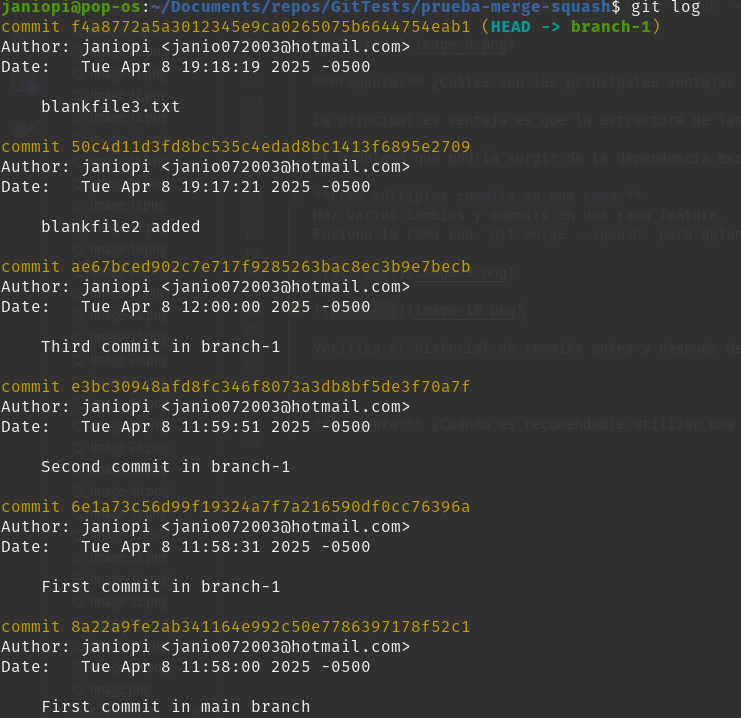 janiopi@pop-os:~/Documents/repos/GitTests/prueba-merge-squash$ git log
commit f4a8772a5a3012345e9ca0265075b6644754eab1 (HEAD -> branch-1)
Author: janiopi <janio072003@hotmail.com>
Date:   Tue Apr 8 19:18:19 2025 -0500
blankfile3.txt
commit 50c4d11d3fd8bc535c4edad8bc1413f6895e2709
Author: janiopi <janio072003@hotmail.com>
Date:   Tue Apr 8 19:17:21 2025 -0500
blankfile2 added
commit ae67bced902c7e717f9285263bac8ec3b9e7becb
Author: janiopi <janio072003@hotmail.com>
Date:   Tue Apr 8 12:00:00 2025 -0500
Third commit in branch-1
commit e3bc30948afd8fc346f8073a3db8bf5de3f70a7f
Author: janiopi <janio072003@hotmail.com>
Date:   Tue Apr 8 11:59:51 2025 -0500
Second commit in branch-1
commit 6e1a73c56d99f19324a7f7a216590df0cc76396a
Author: janiopi <janio072003@hotmail.com>
Date:   Tue Apr 8 11:58:31 2025 -0500
First commit in branch-1
commit 8a22a9fe2ab341164e992c50e7786397178f52c1
Author: janiopi <janio072003@hotmail.com>
Date:   Tue Apr 8 11:58:00 2025 -0500
First commit in main branch